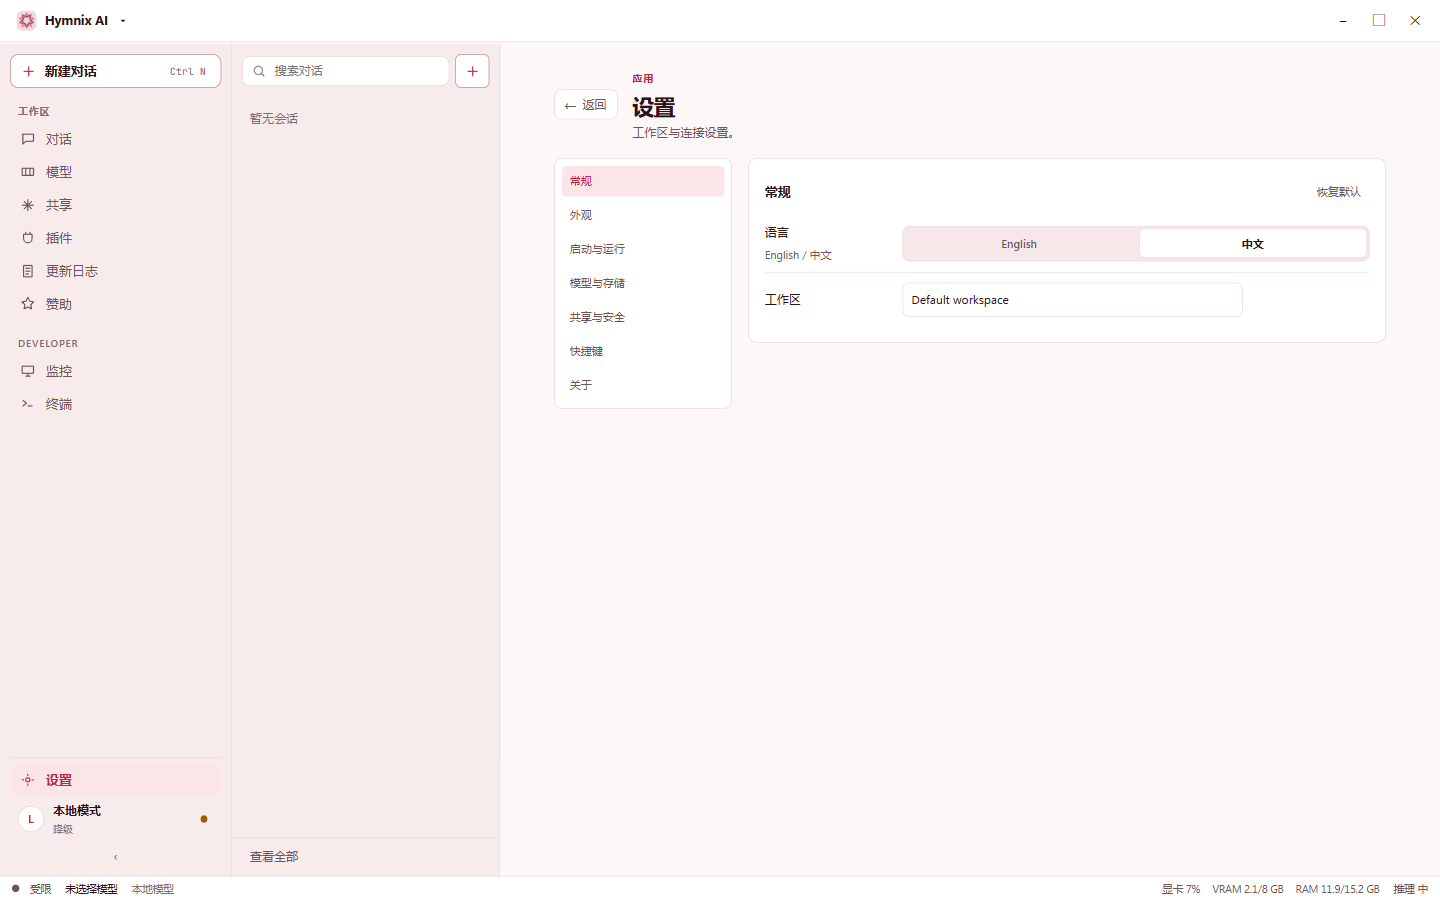 Hymnix AI
新建对话 Ctrl N
工作区
对话
模型
共享
插件
更新日志
赞助
DEVELOPER
监控
终端
设置
L
本地模式
降级
搜索对话
暂无会话
查看全部
应用
← 返回
设置
工作区与连接设置。
常规
外观
启动与运行
模型与存储
共享与安全
快捷键
关于
常规
恢复默认
语言
English / 中文
English
中文
工作区
Default workspace
受限 未选择模型 本地模型
显卡 7% VRAM 2.1/8 GB RAM 11.9/15.2 GB 推理 中